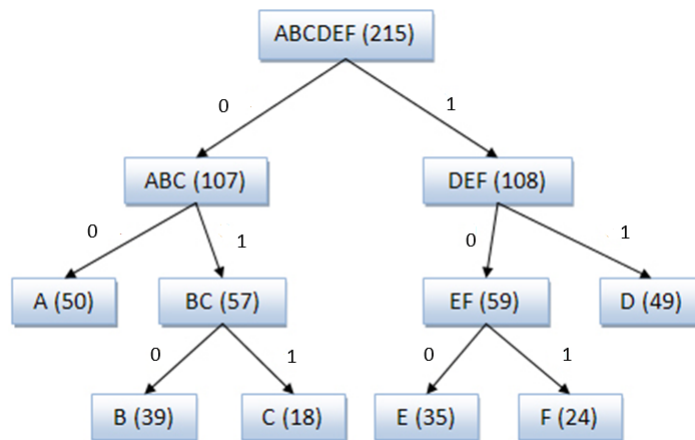 ABCDEF (215)
0 1
ABC (107) DEF (108)
0 1 0 1
A (50) BC (57) EF (59) D (49)
0 1 0 1
B (39) C (18) E (35) F (24)